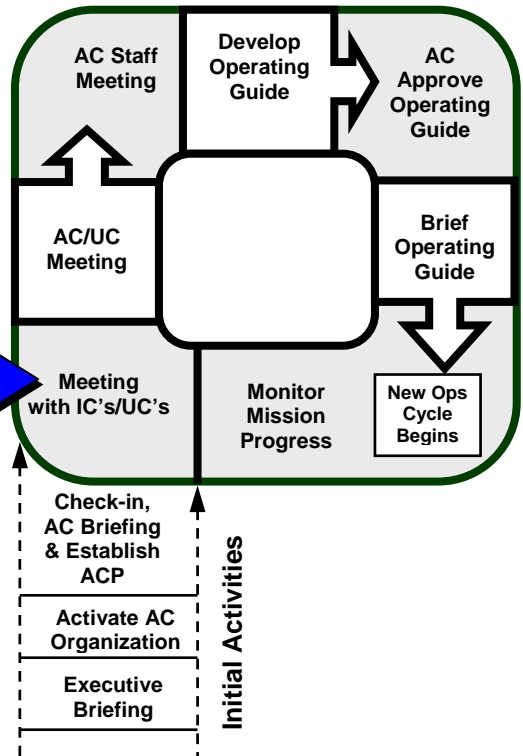 AC Staff
Meeting
Develop
Operating
Guide
AC
Approve
Operating
Guide
AC/UC
Meeting
Brief
Operating
Guide
Meeting
with IC's/UC's
Monitor
Mission
Progress
New Ops
Cycle
Begins
Check-in,
AC Briefing
& Establish
ACP
Activate AC
Organization
Executive
Briefing
Initial Activities